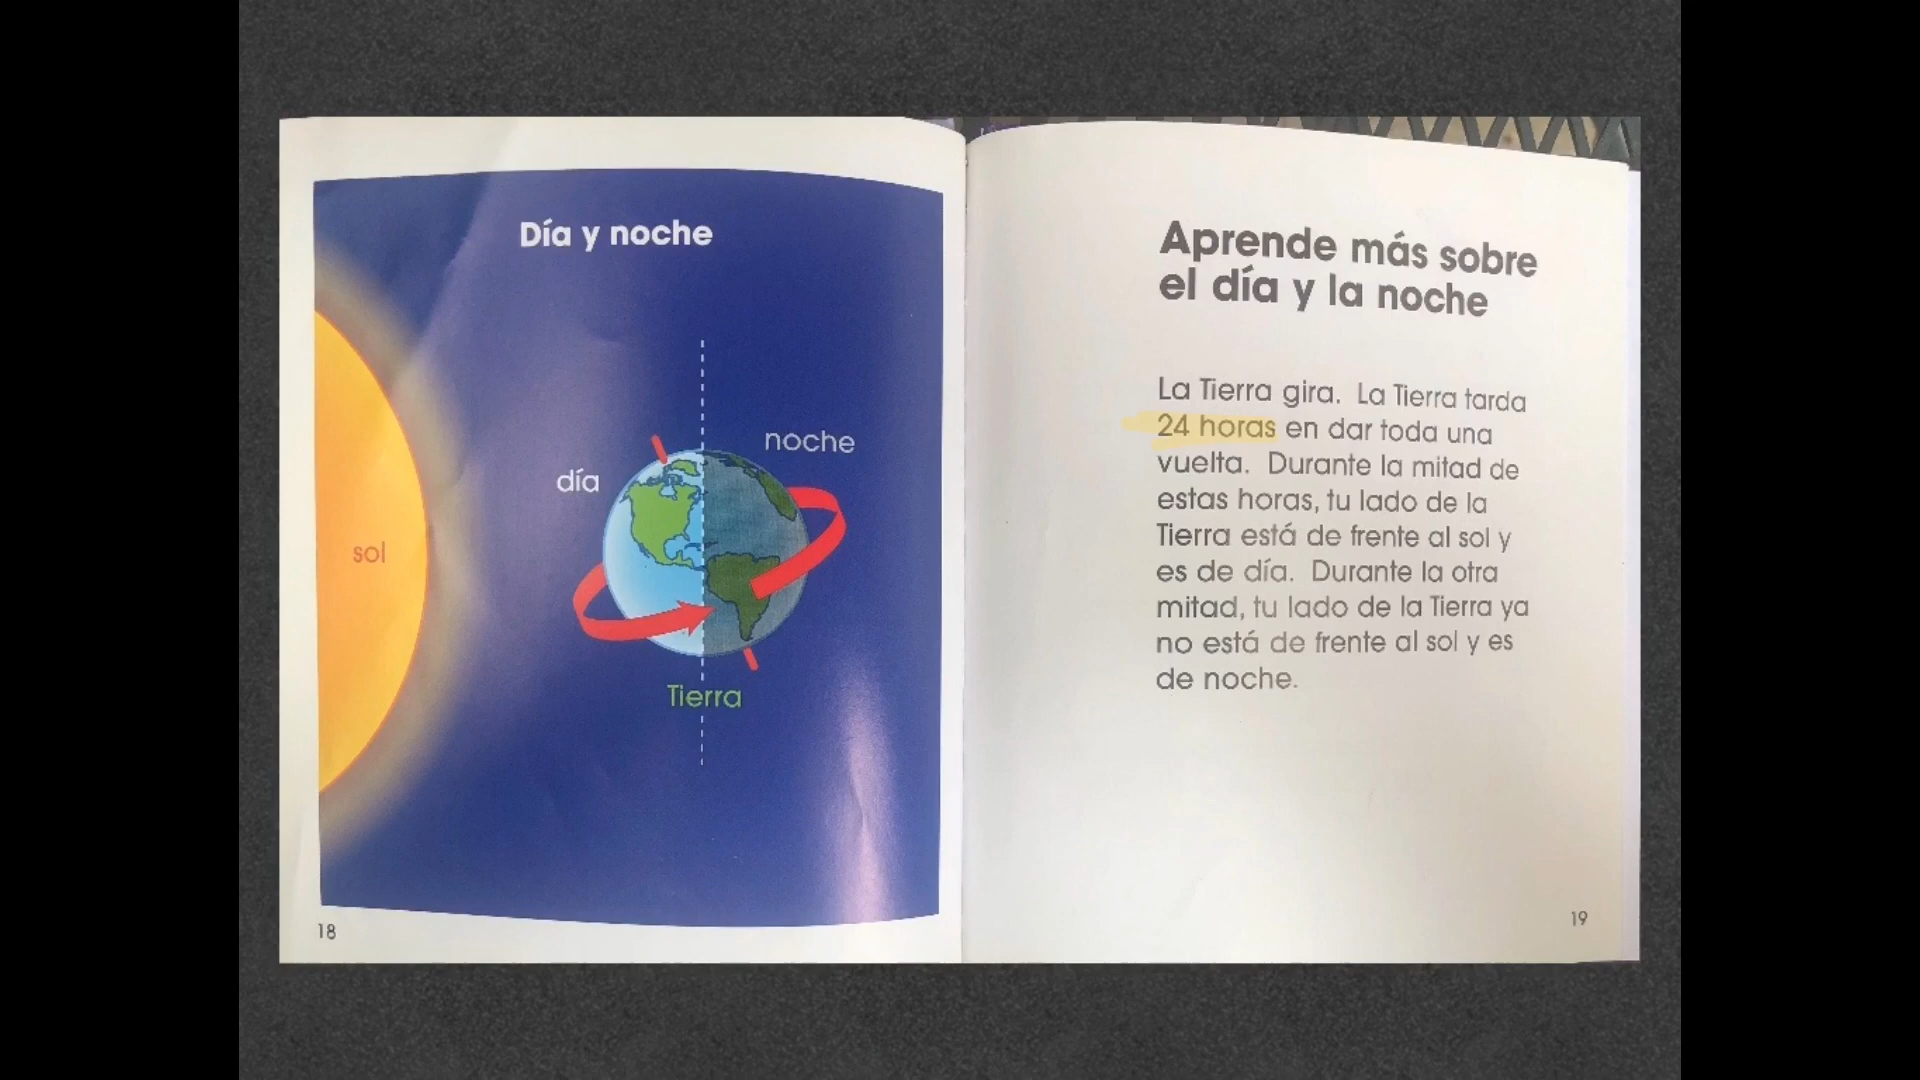 Día y noche
noche
día
sol
Tierra
18
Aprende más sobre
el día y la noche
La Tierra gira. La Tierra tarda
24 horas en dar toda una
vuelta. Durante la mitad de
estas horas, tu lado de la
Tierra está de frente al sol y
es de día. Durante la otra
mitad, tu lado de la Tierra ya
no está de frente al sol y es
de noche.
19